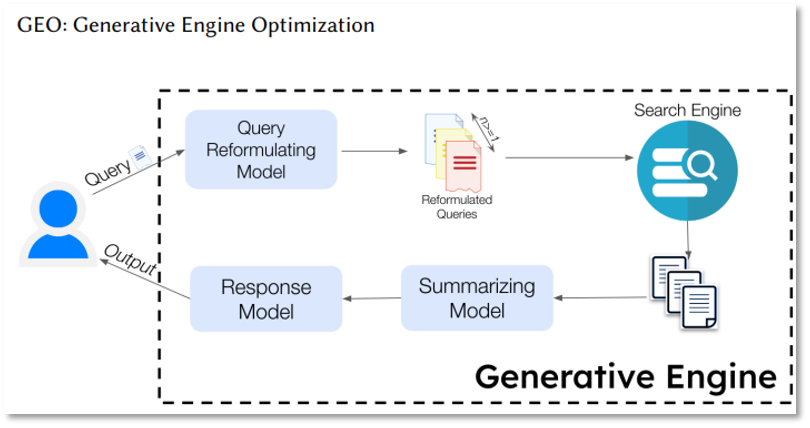 GEO: Generative Engine Optimization
Query
Query
Reformulating
Model
n>=1
Reformulated
Queries
Search Engine
Output
Response
Model
Summarizing
Model
Generative Engine